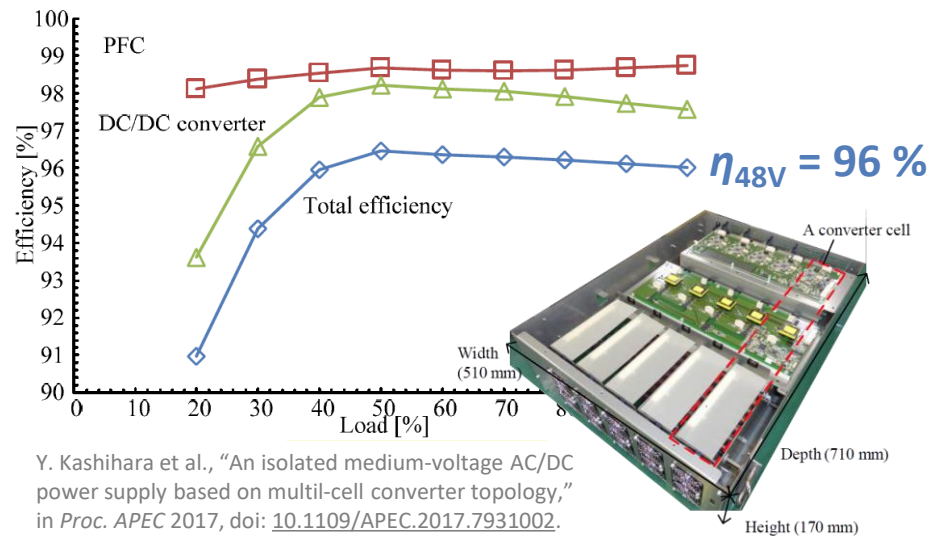 100
99
98
97
96
95
94
93
92
91
90
Efficiency [%]
PFC
DC/DC converter
Total efficiency
0 10 20 30 40 50 60 70 8
Load [%]
η48V = 96 %
A converter cell
Width
(510 mm)
Depth (710 mm)
Height (170 mm)
Y. Kashihara et al., “An isolated medium-voltage AC/DC
power supply based on multil-cell converter topology,”
in Proc. APEC 2017, doi: 10.1109/APEC.2017.7931002.